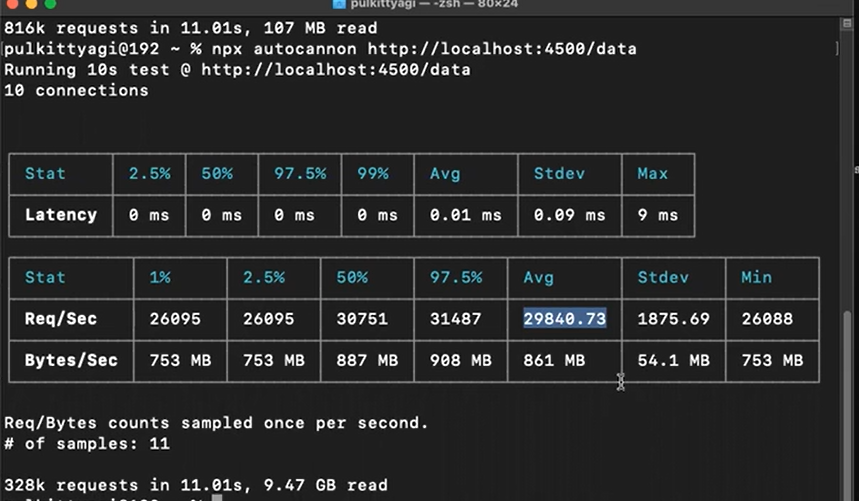 pulkittyagi — -zsh — 80×24
816k requests in 11.01s, 107 MB read
pulkittyagi@192 ~ % npx autocannon http://localhost:4500/data
Running 10s test @ http://localhost:4500/data
10 connections
Stat 2.5% 50% 97.5% 99% Avg Stdev Max
Latency 0 ms 0 ms 0 ms 0 ms 0.01 ms 0.09 ms 9 ms
Stat 1% 2.5% 50% 97.5% Avg Stdev Min
Req/Sec 26095 26095 30751 31487 29840.73 1875.69 26088
Bytes/Sec 753 MB 753 MB 887 MB 908 MB 861 MB 54.1 MB 753 MB
Req/Bytes counts sampled once per second.
# of samples: 11
328k requests in 11.01s, 9.47 GB read